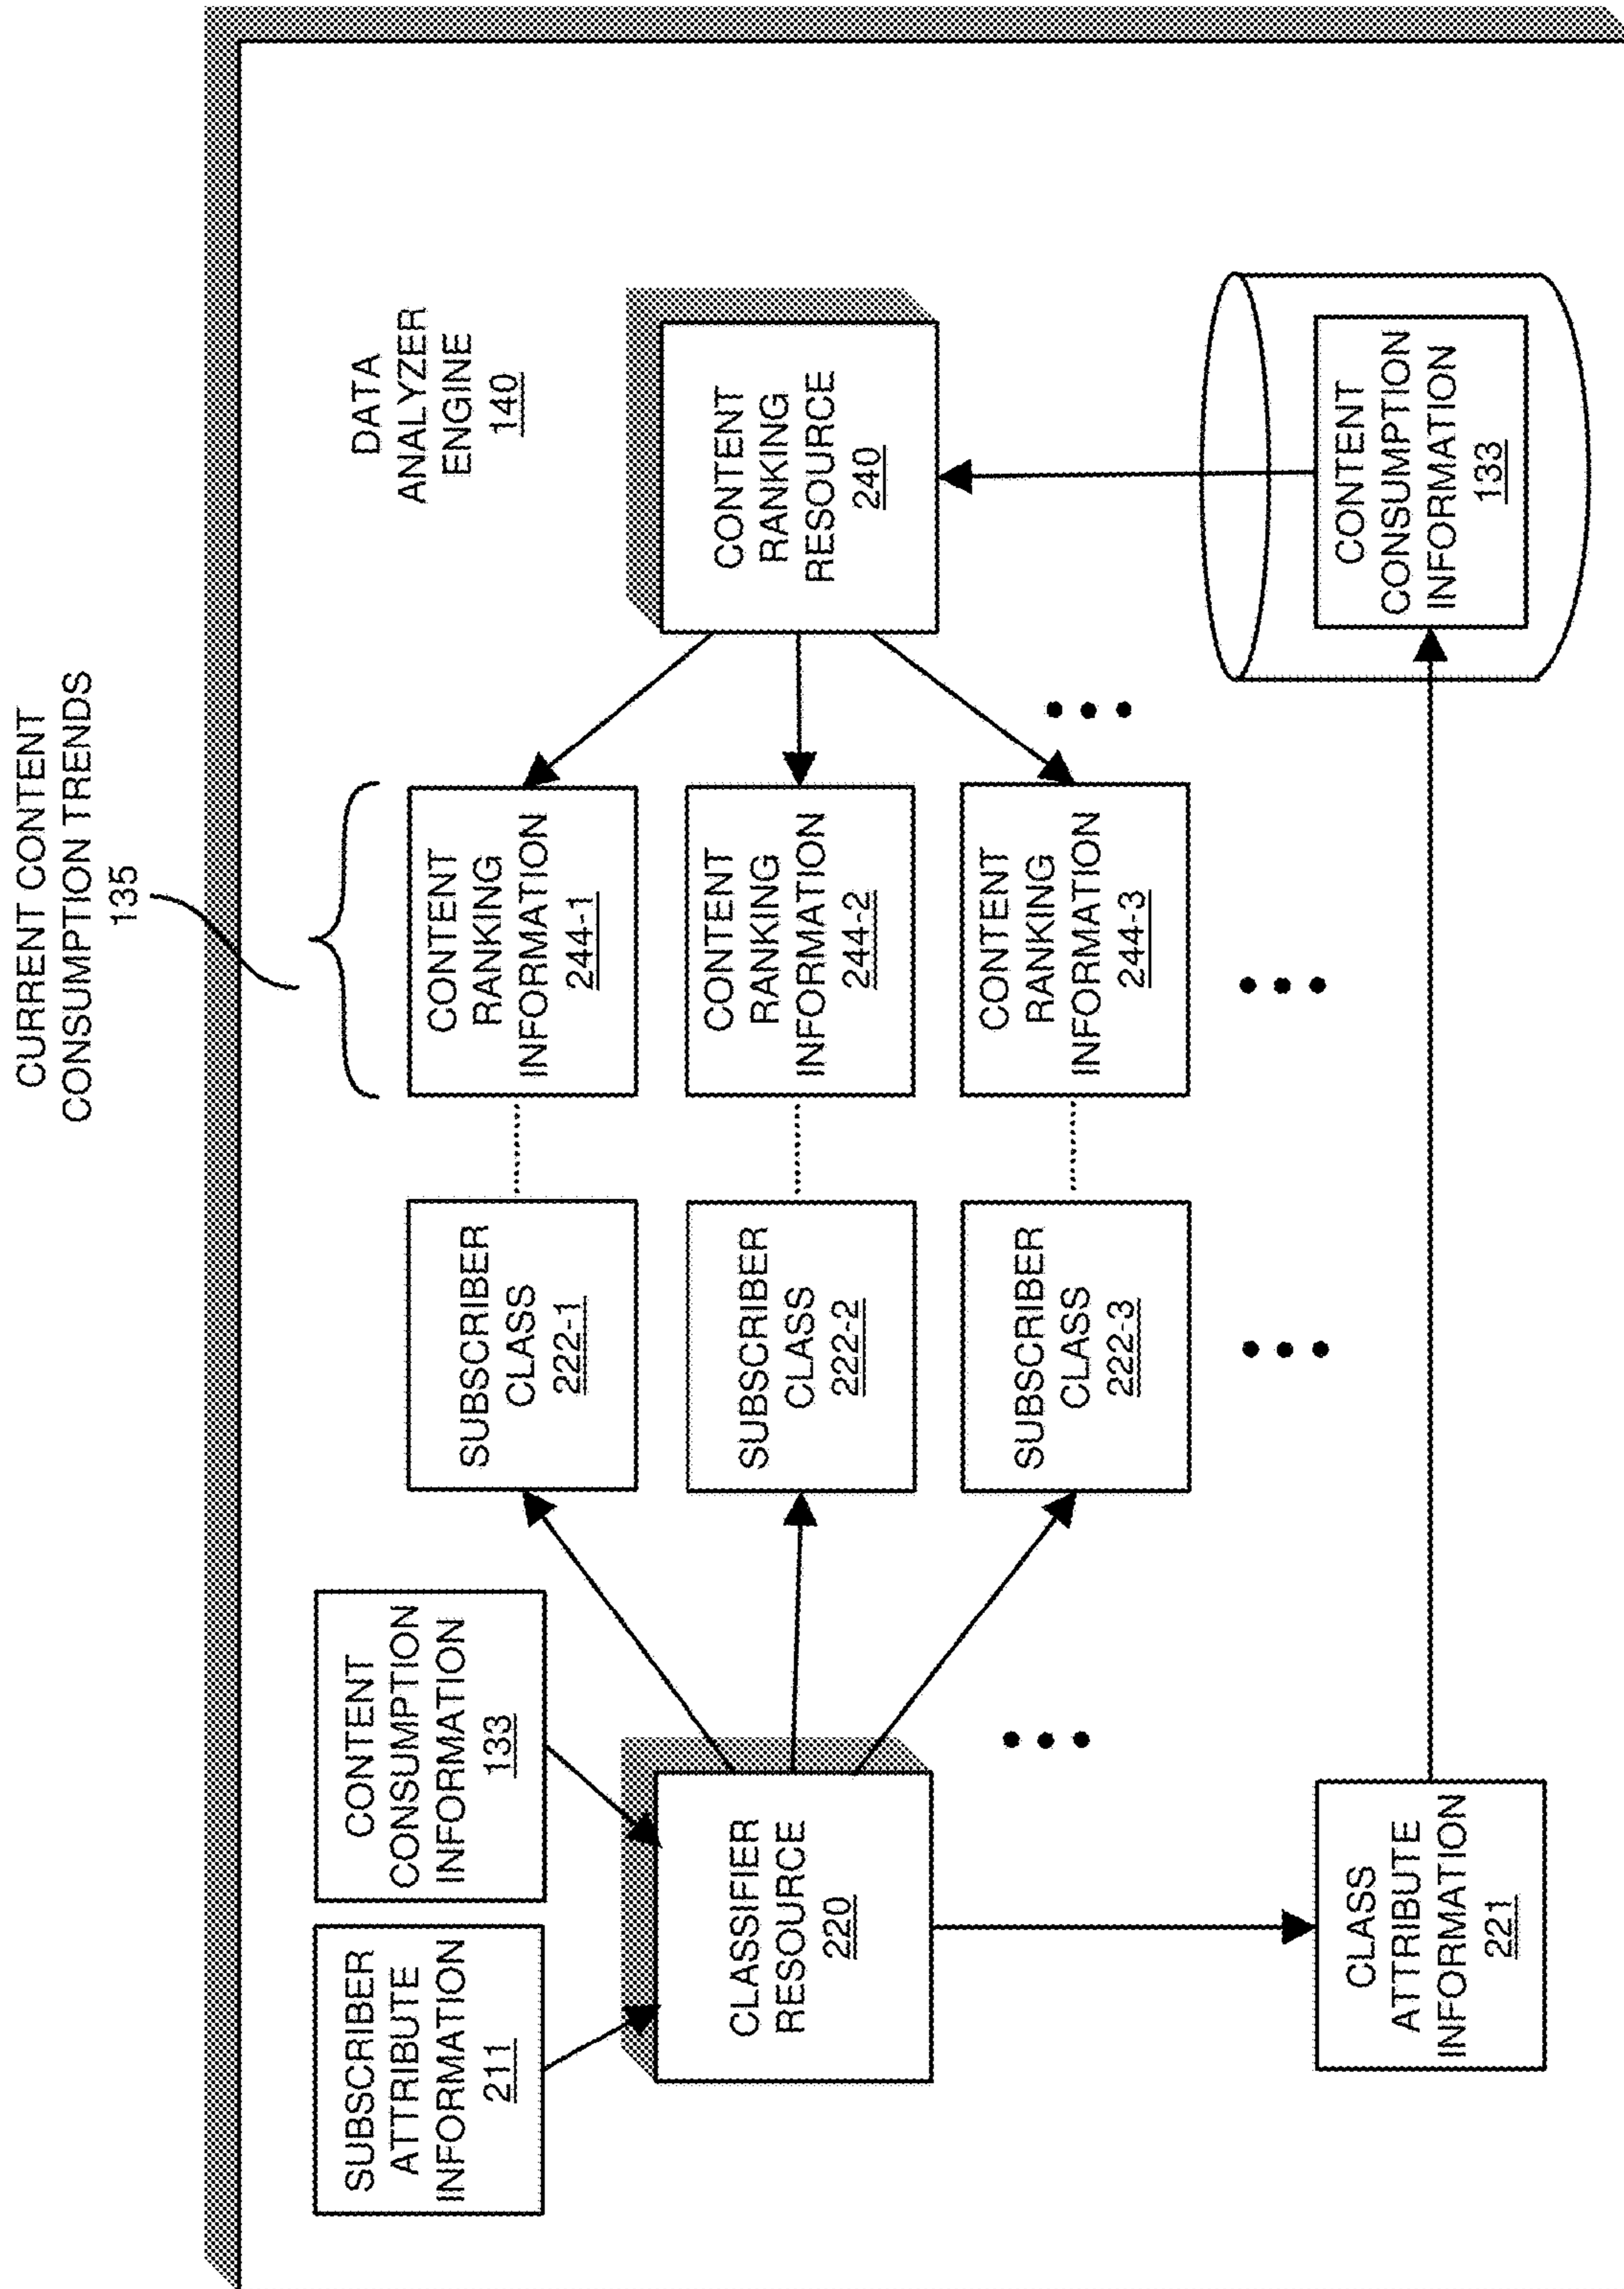 CURRENT CONTENT
CONSUMPTION TRENDS
135
DATA
ANALYZER
ENGINE
140
SUBSCRIBER
ATTRIBUTE
INFORMATION
211
CONTENT
CONSUMPTION
INFORMATION
133
CLASSIFIER
RESOURCE
220
SUBSCRIBER
CLASS
222-1
SUBSCRIBER
CLASS
222-2
SUBSCRIBER
CLASS
222-3
CONTENT
RANKING
INFORMATION
244-1
CONTENT
RANKING
INFORMATION
244-2
CONTENT
RANKING
INFORMATION
244-3
CONTENT
RANKING
RESOURCE
240
CLASS
ATTRIBUTE
INFORMATION
221
CONTENT
CONSUMPTION
INFORMATION
133